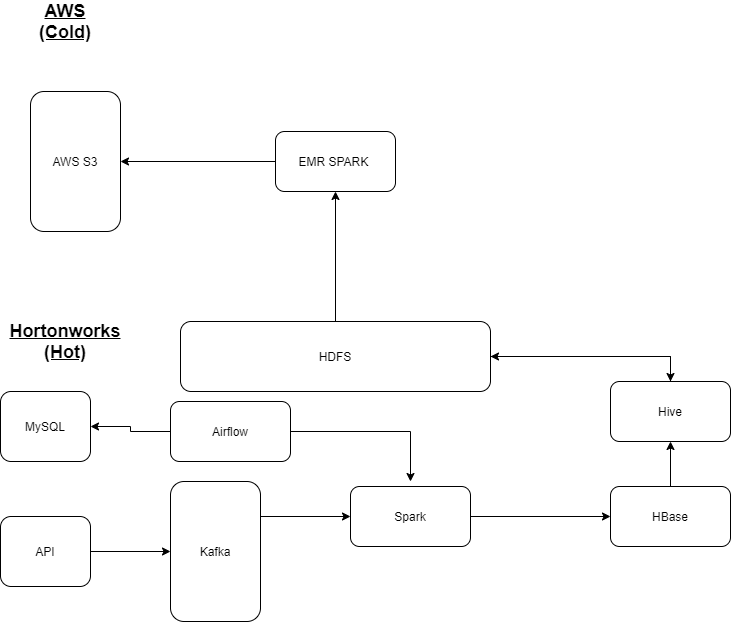 AWS
(Cold)
AWS S3
EMR SPARK
Hortonworks
(Hot)
HDFS
MySQL
Airflow
Hive
API
Kafka
Spark
HBase